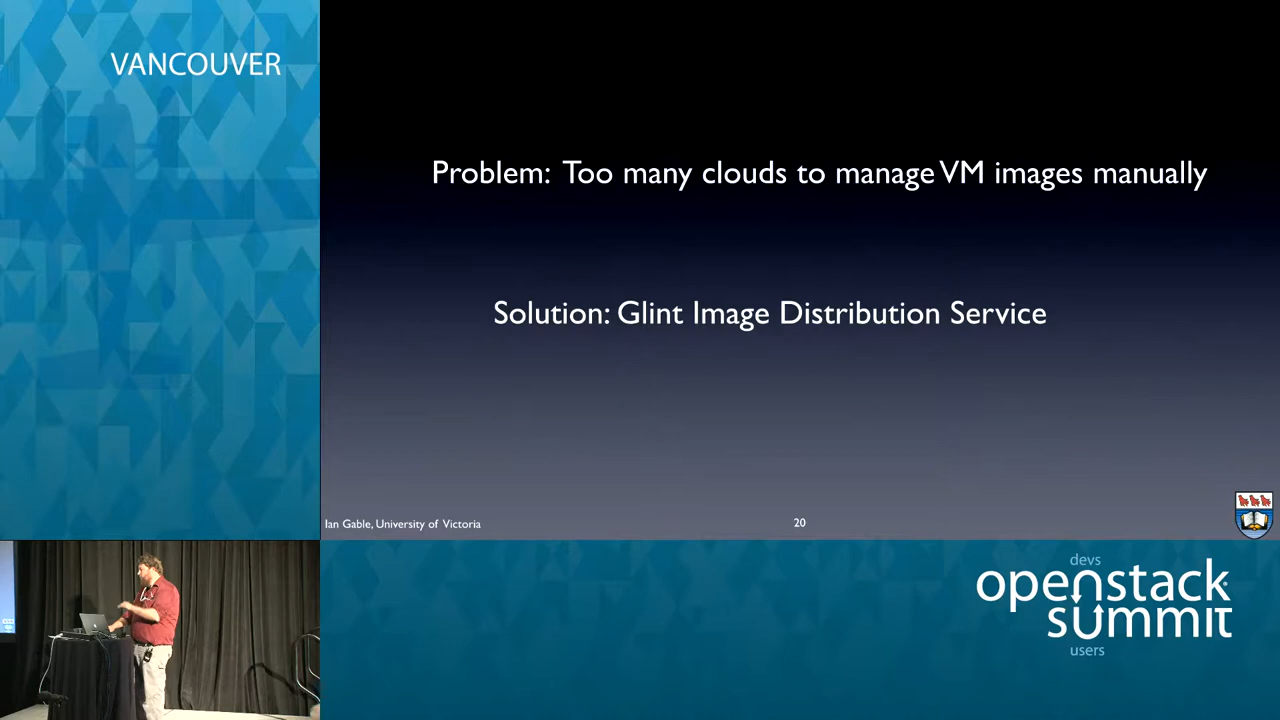 VANCOUVER
Problem: Too many clouds to manage VM images manually
Solution: Glint Image Distribution Service
Ian Gable, University of Victoria
20
devs
openstack
summit
users